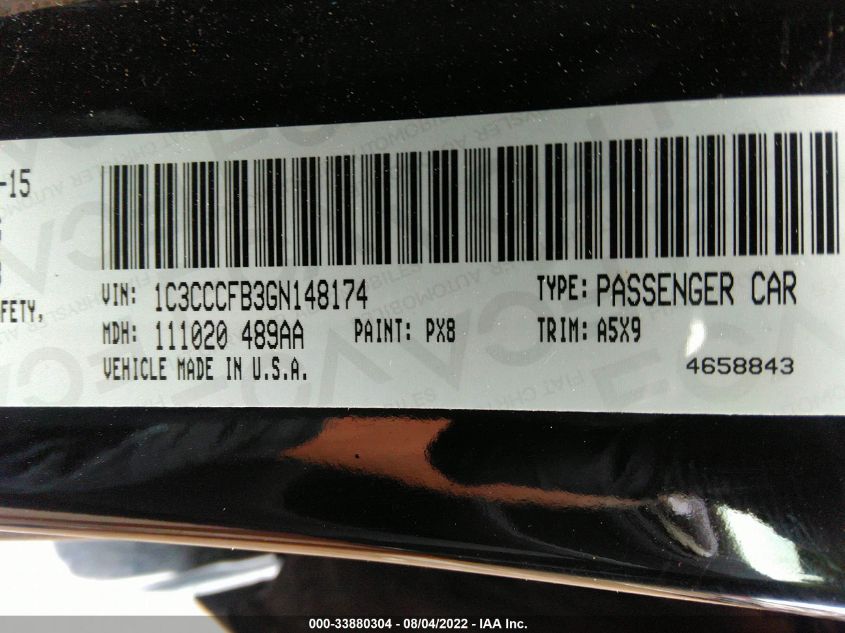 -15
FETY,
VIN: 1C3CCCFB3GN148174 TYPE: PASSENGER CAR
MDH: 111020 489AA PAINT: PX8 TRIM: A5X9
VEHICLE MADE IN U.S.A. 4658843
000-33880304 - 08/04/2022 - IAA Inc.